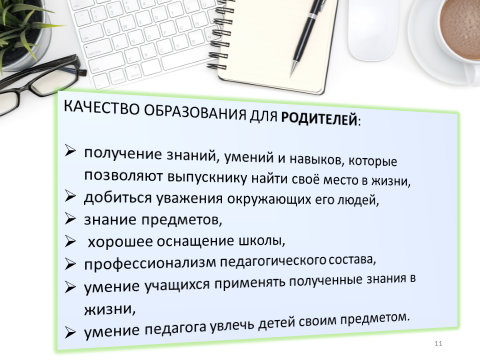 КАЧЕСТВО ОБРАЗОВАНИЯ ДЛЯ РОДИТЕЛЕЙ:
➢ получение знаний, умений и навыков, которые
позволяют выпускнику найти своё место в жизни,
➢ добиться уважения окружающих его людей,
➢ знание предметов,
➢ хорошее оснащение школы,
➢ профессионализм педагогического состава,
➢ умение учащихся применять полученные знания в
жизни,
➢ умение педагога увлечь детей своим предметом.
11